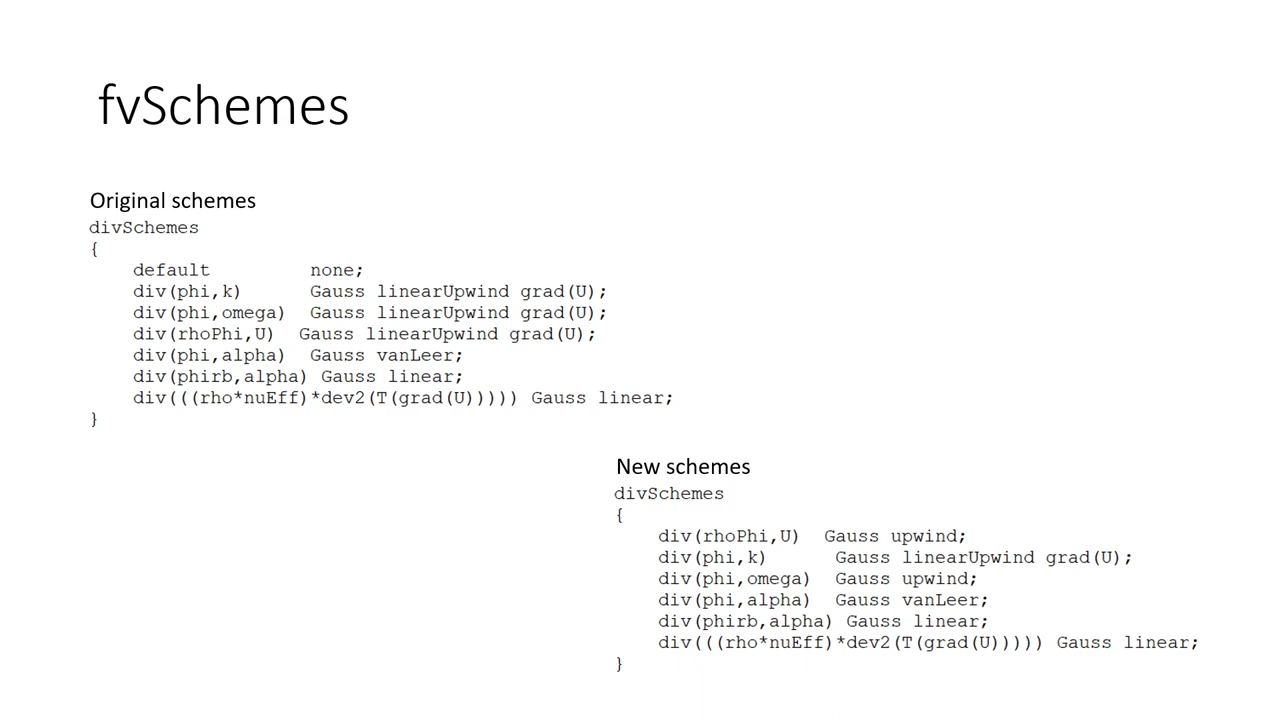 fvSchemes
Original schemes
divSchemes
{
    default         none;
    div(phi,k)      Gauss linearUpwind grad(U);
    div(phi,omega)  Gauss linearUpwind grad(U);
    div(rhoPhi,U)  Gauss linearUpwind grad(U);
    div(phi,alpha)  Gauss vanLeer;
    div(phirb,alpha) Gauss linear;
    div(((rho*nuEff)*dev2(T(grad(U))))) Gauss linear;
}
New schemes
divSchemes
{
    div(rhoPhi,U)  Gauss upwind;
    div(phi,k)      Gauss linearUpwind grad(U);
    div(phi,omega)  Gauss upwind;
    div(phi,alpha)  Gauss vanLeer;
    div(phirb,alpha) Gauss linear;
    div(((rho*nuEff)*dev2(T(grad(U))))) Gauss linear;
}